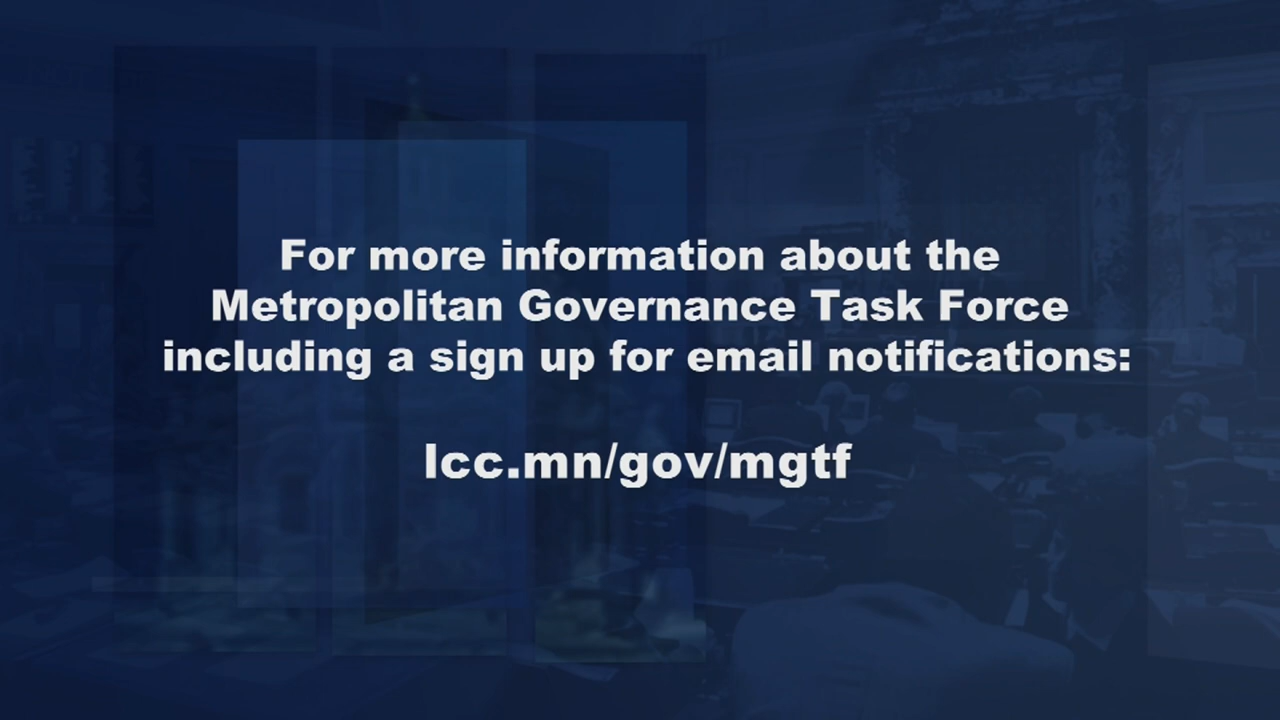 For more information about the
Metropolitan Governance Task Force
including a sign up for email notifications:
lcc.mn/gov/mgtf